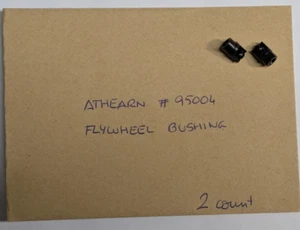 ATHEARN # 95004
FLYWHEEL BUSHING
2 count